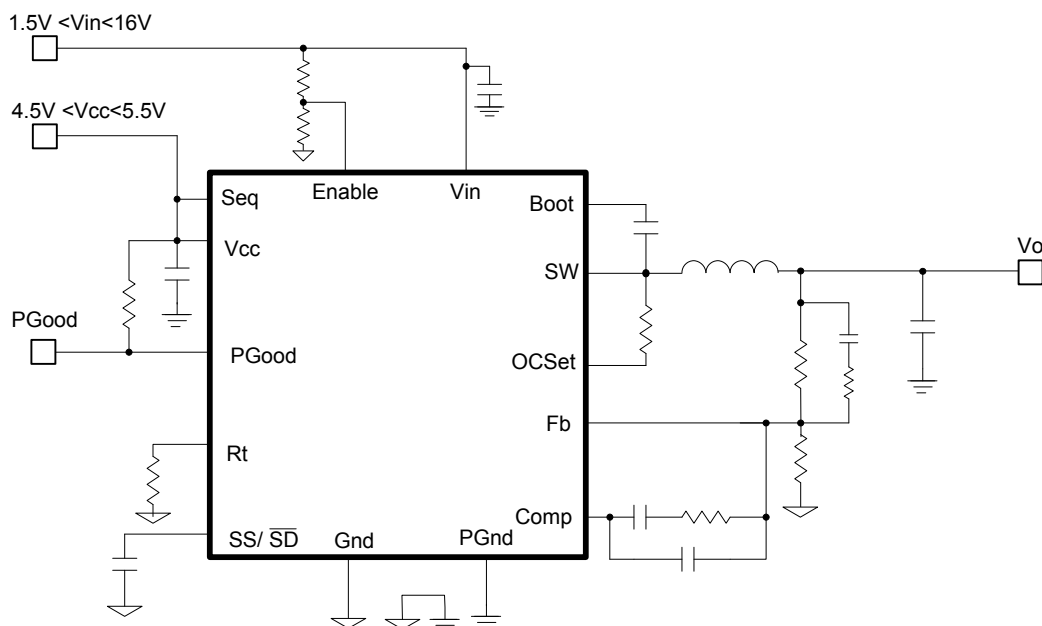 1.5V <Vin<16V
4.5V <Vcc<5.5V
Enable
Vin
Seq
Boot
Vcc
SW
Vo
PGood
PGood
OCSet
Fb
Rt
Comp
SS/ SD
Gnd
PGnd